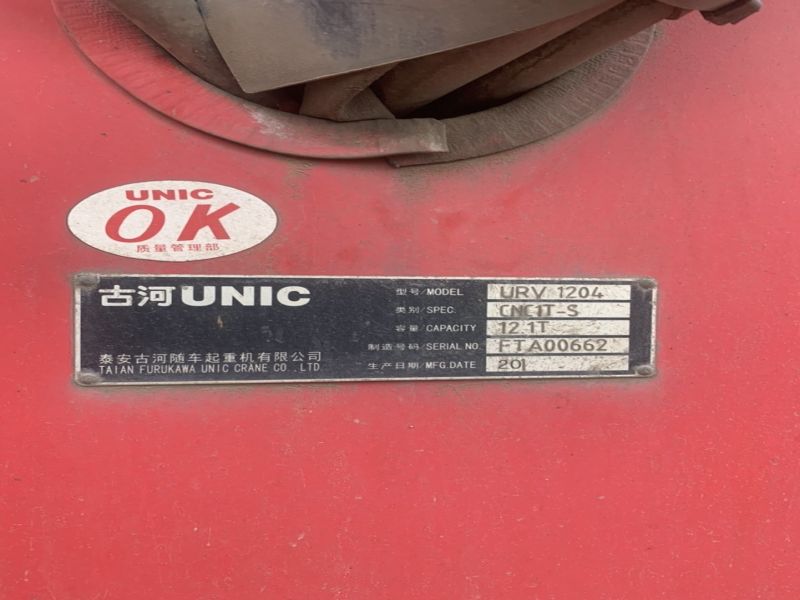 UNIC
OK
质量管理部
古河UNIC
型号/MODEL URV 1204
类别/SPEC. CNC1T-S
容量/CAPACITY 12.1T
制造号码/SERIAL NO. FTA00662
生产日期/MFG.DATE 20
泰安古河随车起重机有限公司
TAIAN FURUKAWA UNIC CRANE CO.,LTD.